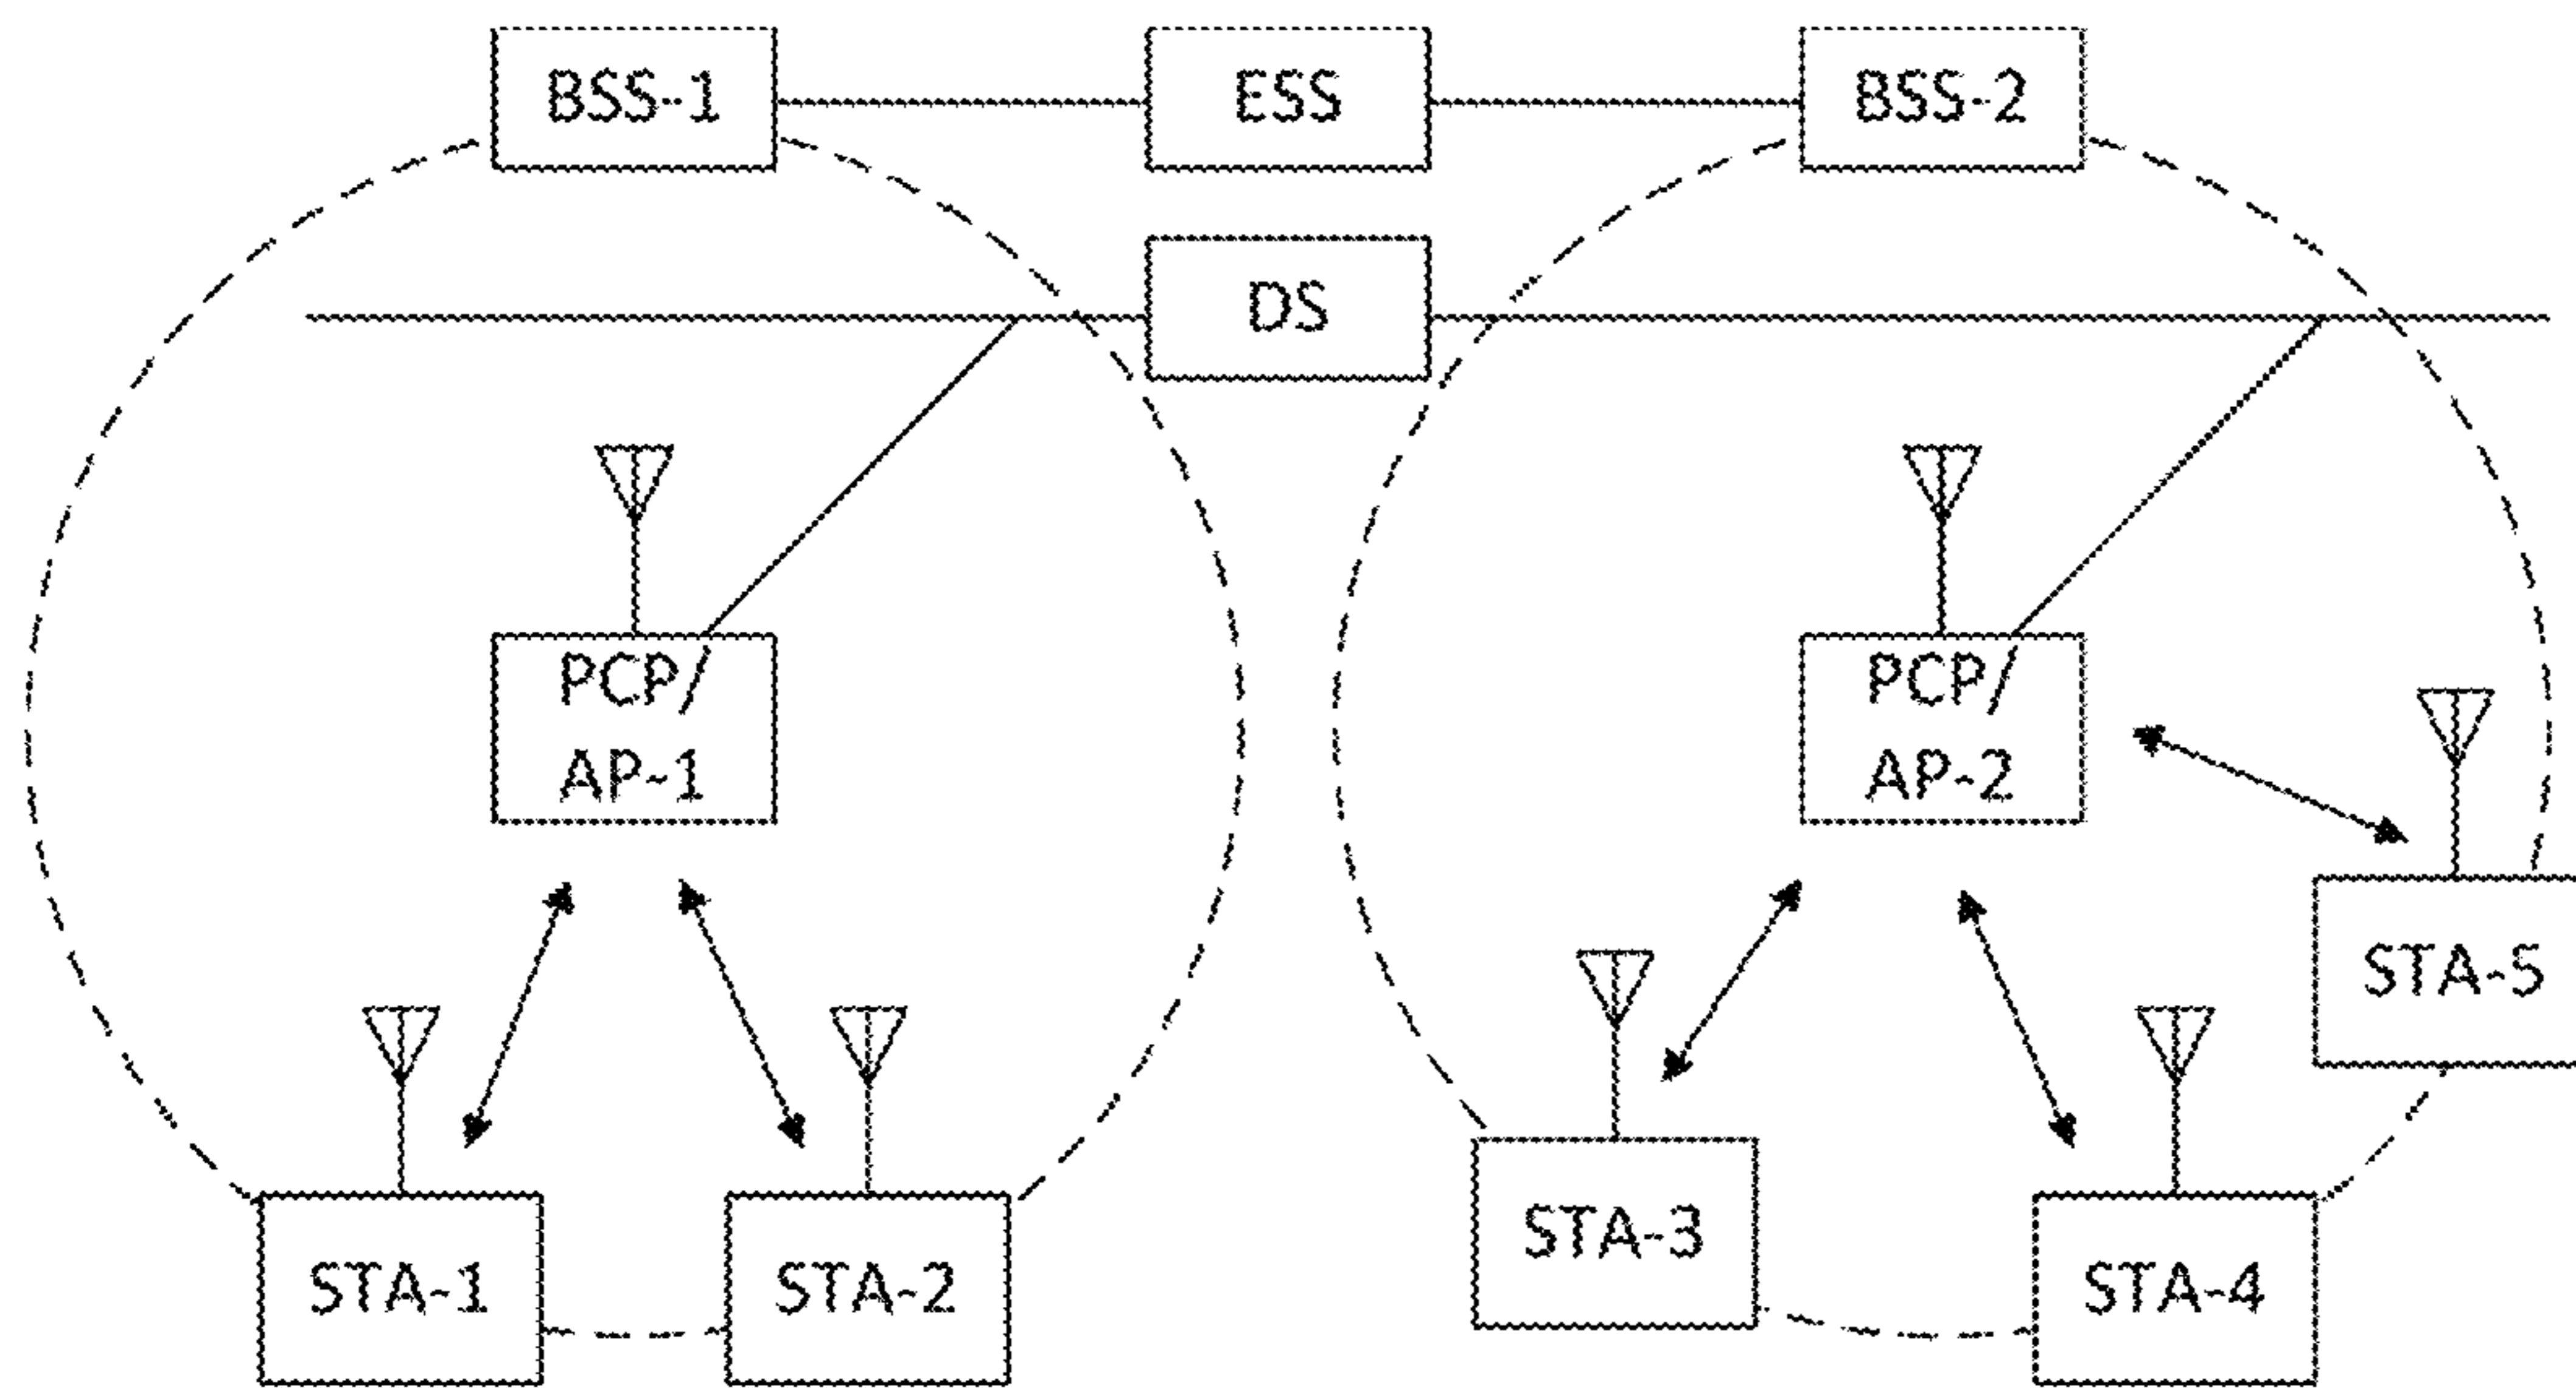 BSS-1
ESS
BSS-2
DS
PCP/
AP-1
PCP/
AP-2
STA-5
STA-3
STA-4
STA-1
STA-2